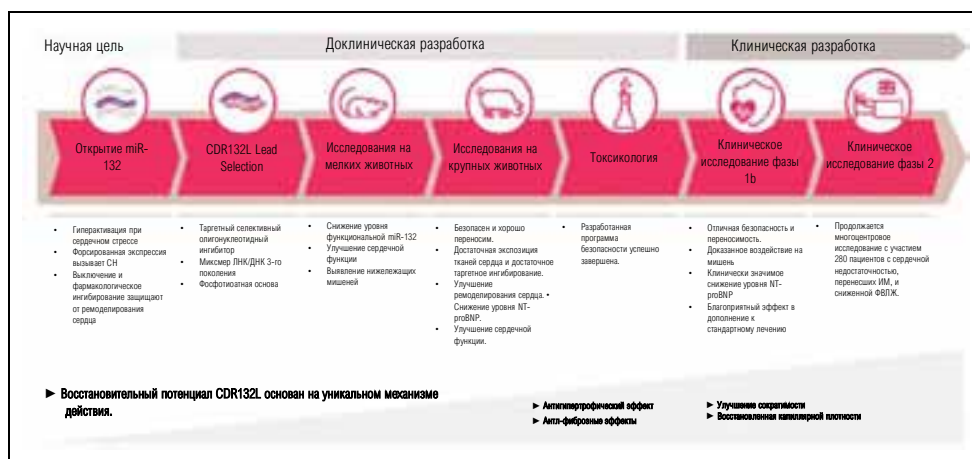 Научная цель
Доклиническая разработка
Клиническая разработка
Открытие miR-
132
CDR132L Lead
Selection
Исследования на
мелких животных
Исследования на
крупных животных
Токсикология
Клиническое
исследование фазы
1b
Клиническое
исследование фазы 2
• Гиперактивация при
сердечном стрессе
• Форсированная экспрессия
вызывает СН
• Выключение и
фармакологическое
ингибирование защищают
от ремоделирования
сердца
• Таргетный селективный
олигонуклеотидный
ингибитор
• Миксмер ЛНК/ДНК 3-го
поколения
• Фосфотиоатная основа
• Снижение уровня
функциональной miR-132
• Улучшение сердечной
функции
• Выявление нижележащих
мишеней
• Безопасен и хорошо
переносим.
• Достаточная экспозиция
тканей сердца и достаточное
таргетное ингибирование.
• Улучшение
ремоделирования сердца. •
Снижение уровня NT-
proBNP.
• Улучшение сердечной
функции.
• Разработанная
программа
безопасности успешно
завершена.
• Отличная безопасность и
переносимость.
• Доказанное воздействие на
мишень
• Клинически значимое
снижение уровня NT-
proBNP
• Благоприятный эффект в
дополнение к
стандартному лечению
• Продолжается
многоцентровое
исследование с участием
280 пациентов с сердечной
недостаточностью,
перенесших ИМ, и
сниженной ФВЛЖ.
► Восстановительный потенциал CDR132L основан на уникальном механизме
действия.
► Антигипертрофический эффект
► Антл-фиброзные эффекты
► Улучшение сократимости
► Восстановленная капиллярной плотности